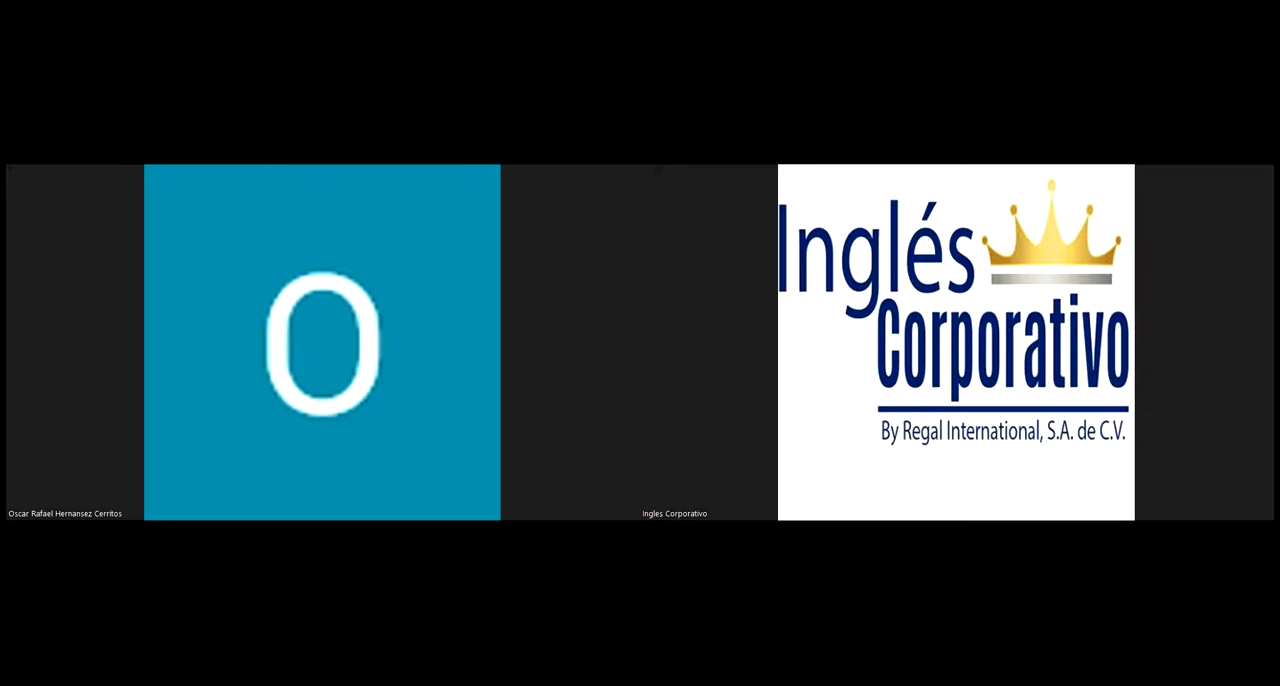 O
Inglés
Corporativo
By Regal International, S.A. de C.V.
Oscar Rafael Hernansez Cerritos
Ingles Corporativo